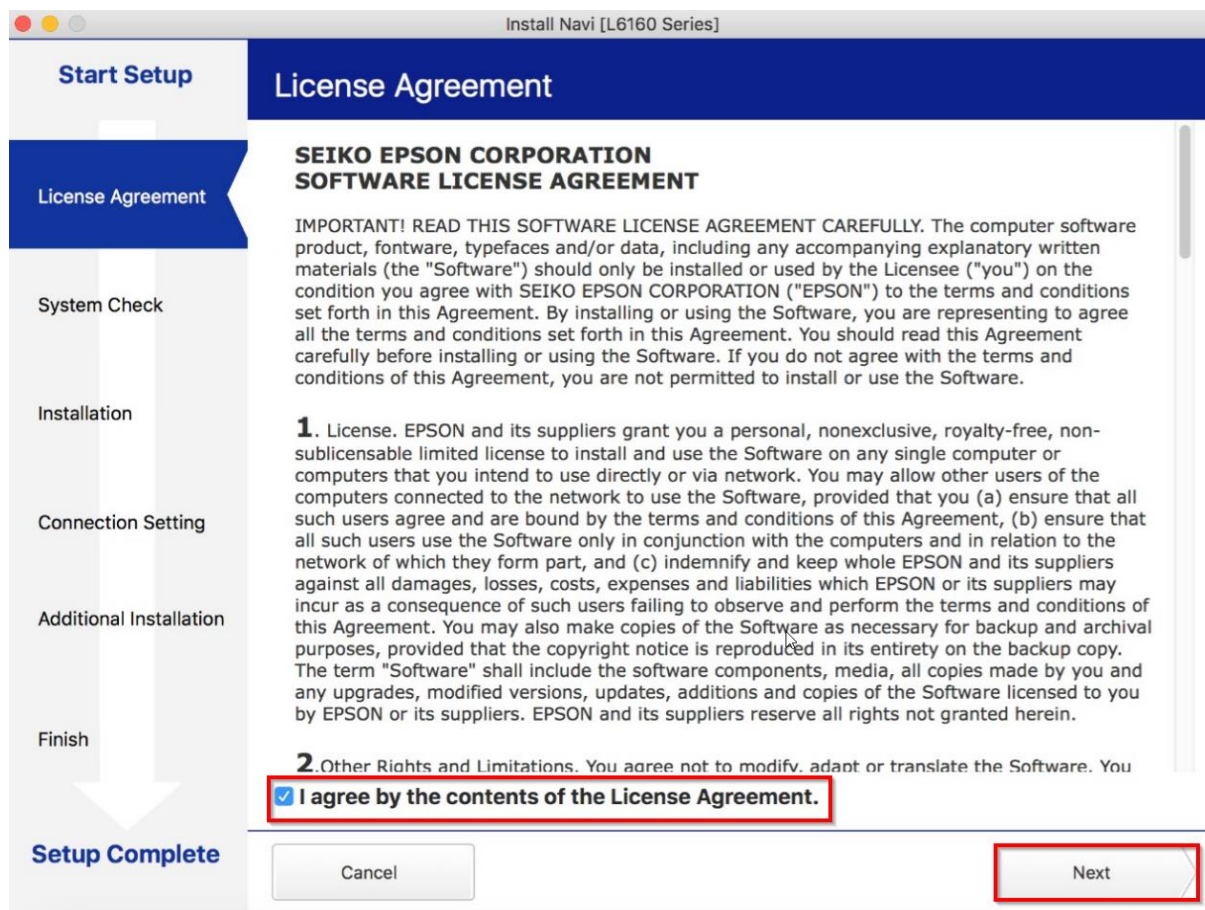 Install Navi [L6160 Series]
Start Setup
License Agreement
System Check
Installation
Connection Setting
Additional Installation
Finish
Setup Complete
License Agreement
SEIKO EPSON CORPORATION
SOFTWARE LICENSE AGREEMENT
IMPORTANT! READ THIS SOFTWARE LICENSE AGREEMENT CAREFULLY. The computer software
product, fontware, typefaces and/or data, including any accompanying explanatory written
materials (the "Software") should only be installed or used by the Licensee ("you") on the
condition you agree with SEIKO EPSON CORPORATION ("EPSON") to the terms and conditions
set forth in this Agreement. By installing or using the Software, you are representing to agree
all the terms and conditions set forth in this Agreement. You should read this Agreement
carefully before installing or using the Software. If you do not agree with the terms and
conditions of this Agreement, you are not permitted to install or use the Software.
1. License. EPSON and its suppliers grant you a personal, nonexclusive, royalty-free, non-
sublicensable limited license to install and use the Software on any single computer or
computers that you intend to use directly or via network. You may allow other users of the
computers connected to the network to use the Software, provided that you (a) ensure that all
such users agree and are bound by the terms and conditions of this Agreement, (b) ensure that
all such users use the Software only in conjunction with the computers and in relation to the
network of which they form part, and (c) indemnify and keep whole EPSON and its suppliers
against all damages, losses, costs, expenses and liabilities which EPSON or its suppliers may
incur as a consequence of such users failing to observe and perform the terms and conditions of
this Agreement. You may also make copies of the Software as necessary for backup and archival
purposes, provided that the copyright notice is reproduced in its entirety on the backup copy.
The term "Software" shall include the software components, media, all copies made by you and
any upgrades, modified versions, updates, additions and copies of the Software licensed to you
by EPSON or its suppliers. EPSON and its suppliers reserve all rights not granted herein.
2.Other Rights and Limitations. You agree not to modify, adapt or translate the Software. You
I agree by the contents of the License Agreement.
Cancel
Next